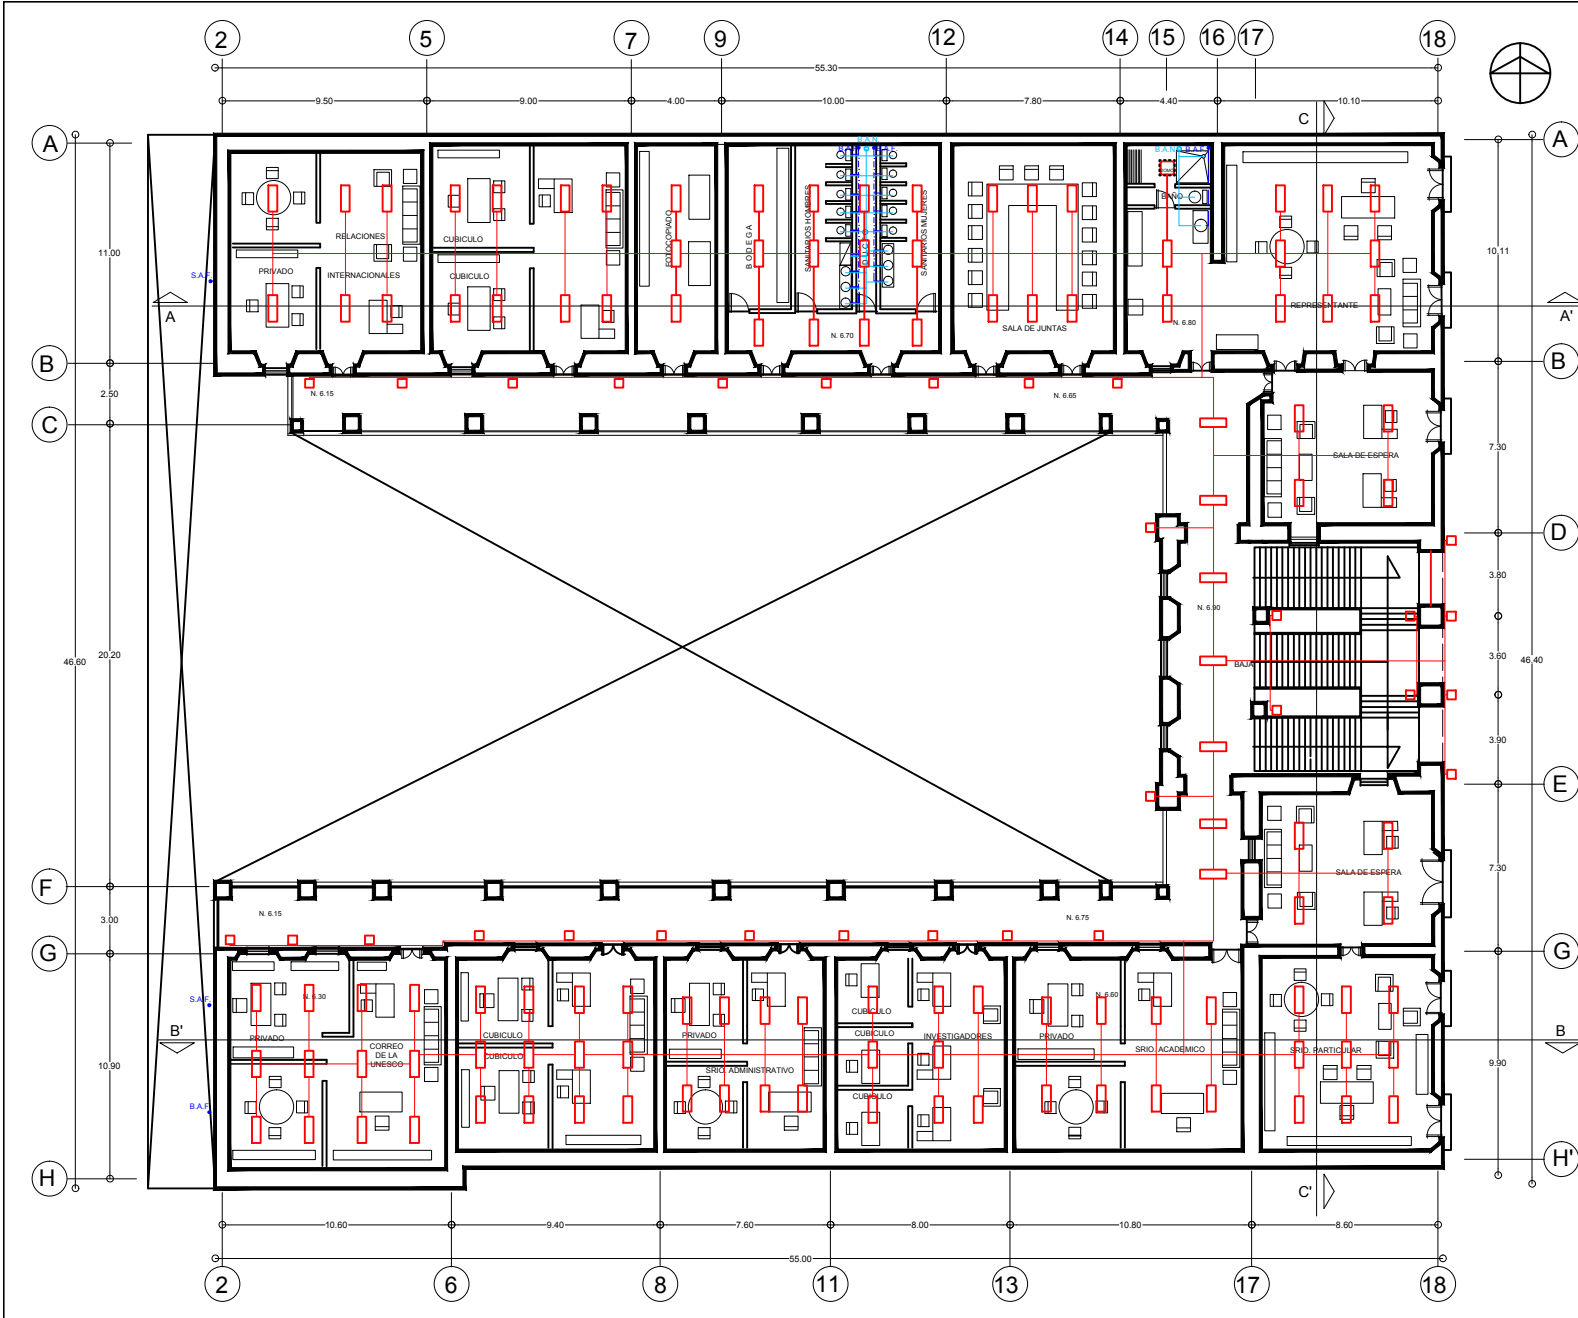 2 5 7 9 12 14 15 16 17 18
55.30
9.50 9.00 4.00 10.00 7.80 4.40 10.10
C
A
A
B.A.N.
B.A.N. B.A.F.
BAÑO
RELACIONES
INTERNACIONALES
PRIVADO
CUBICULO
CUBICULO
FOTOCOPIADO
B O D E G A
SANITARIOS HOMBRES
D U C T O
SANITARIOS MUJERES
11.00
10.11
S.A.F.
A
A'
REPRESENTANTE
N. 6.80
SALA DE JUNTAS
N. 6.70
B
B
N. 6.15
N. 6.65
2.50
C
7.30
SALA DE ESPERA
D
3.80
N. 6.90
46.60
20.20
BAJA
3.60
46.40
3.90
E
F
7.30
SALA DE ESPERA
N. 6.15
N. 6.75
3.00
G
G
S.A.F.
N. 6.30
N. 6.60
PRIVADO
CORREO
DE LA
UNESCO
CUBICULO
CUBICULO
PRIVADO
SRIO. ADMINISTRATIVO
CUBICULO
CUBICULO
CUBICULO
INVESTIGADORES
PRIVADO
SRIO. ACADEMICO
SRIO. PARTICULAR
B'
B
10.90
9.90
B.A.F.
H
H'
C'
10.60 9.40 7.60 8.00 10.80 8.60
55.00
2 6 8 11 13 17 18